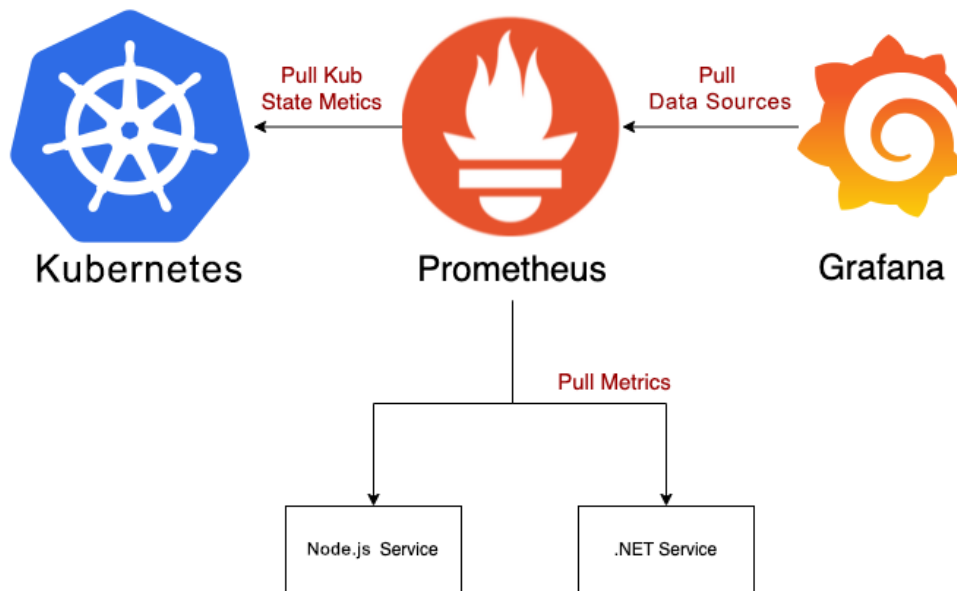 Pull Kub
State Metics
Pull
Data Sources
Kubernetes
Prometheus
Grafana
Pull Metrics
Node.js Service
.NET Service